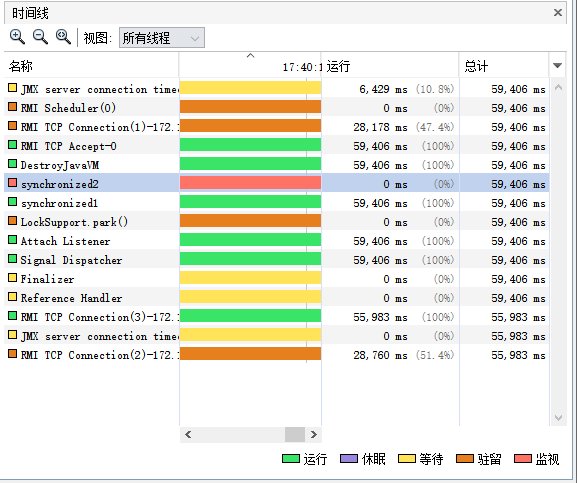 时间线
视图: 所有线程
名称 17:40:1 运行 总计
JMX server connection time 6,429 ms (10.8%) 59,406 ms
RMI Scheduler(0) 0 ms (0%) 59,406 ms
RMI TCP Connection(1)-172.1 28,178 ms (47.4%) 59,406 ms
RMI TCP Accept-0 59,406 ms (100%) 59,406 ms
DestroyJavaVM 59,406 ms (100%) 59,406 ms
synchronized2 0 ms (0%) 59,406 ms
synchronized1 59,406 ms (100%) 59,406 ms
LockSupport.park() 0 ms (0%) 59,406 ms
Attach Listener 59,406 ms (100%) 59,406 ms
Signal Dispatcher 59,406 ms (100%) 59,406 ms
Finalizer 0 ms (0%) 59,406 ms
Reference Handler 0 ms (0%) 59,406 ms
RMI TCP Connection(3)-172.1 55,983 ms (100%) 55,983 ms
JMX server connection time 0 ms (0%) 55,983 ms
RMI TCP Connection(2)-172.1 28,760 ms (51.4%) 55,983 ms
运行 休眠 等待 驻留 监视